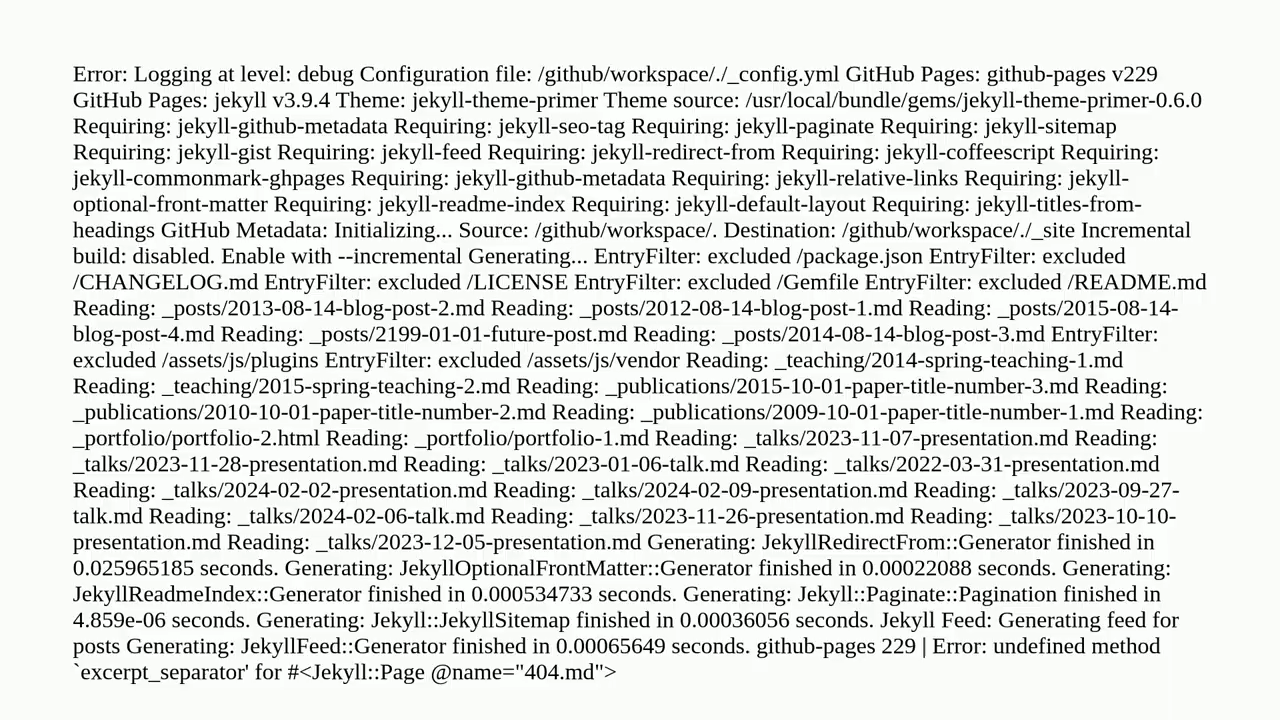 Error: Logging at level: debug Configuration file: /github/workspace/./_config.yml GitHub Pages: github-pages v229
GitHub Pages: jekyll v3.9.4 Theme: jekyll-theme-primer Theme source: /usr/local/bundle/gems/jekyll-theme-primer-0.6.0
Requiring: jekyll-github-metadata Requiring: jekyll-seo-tag Requiring: jekyll-paginate Requiring: jekyll-sitemap
Requiring: jekyll-gist Requiring: jekyll-feed Requiring: jekyll-redirect-from Requiring: jekyll-coffeescript Requiring:
jekyll-commonmark-ghpages Requiring: jekyll-github-metadata Requiring: jekyll-relative-links Requiring: jekyll-
optional-front-matter Requiring: jekyll-readme-index Requiring: jekyll-default-layout Requiring: jekyll-titles-from-
headings GitHub Metadata: Initializing... Source: /github/workspace/. Destination: /github/workspace/./_site Incremental
build: disabled. Enable with --incremental Generating... EntryFilter: excluded /package.json EntryFilter: excluded
/CHANGELOG.md EntryFilter: excluded /LICENSE EntryFilter: excluded /Gemfile EntryFilter: excluded /README.md
Reading: _posts/2013-08-14-blog-post-2.md Reading: _posts/2012-08-14-blog-post-1.md Reading: _posts/2015-08-14-
blog-post-4.md Reading: _posts/2199-01-01-future-post.md Reading: _posts/2014-08-14-blog-post-3.md EntryFilter:
excluded /assets/js/plugins EntryFilter: excluded /assets/js/vendor Reading: _teaching/2014-spring-teaching-1.md
Reading: _teaching/2015-spring-teaching-2.md Reading: _publications/2015-10-01-paper-title-number-3.md Reading:
_publications/2010-10-01-paper-title-number-2.md Reading: _publications/2009-10-01-paper-title-number-1.md Reading:
_portfolio/portfolio-2.html Reading: _portfolio/portfolio-1.md Reading: _talks/2023-11-07-presentation.md Reading:
_talks/2023-11-28-presentation.md Reading: _talks/2023-01-06-talk.md Reading: _talks/2022-03-31-presentation.md
Reading: _talks/2024-02-02-presentation.md Reading: _talks/2024-02-09-presentation.md Reading: _talks/2023-09-27-
talk.md Reading: _talks/2024-02-06-talk.md Reading: _talks/2023-11-26-presentation.md Reading: _talks/2023-10-10-
presentation.md Reading: _talks/2023-12-05-presentation.md Generating: JekyllRedirectFrom::Generator finished in
0.025965185 seconds. Generating: JekyllOptionalFrontMatter::Generator finished in 0.00022088 seconds. Generating:
JekyllReadmeIndex::Generator finished in 0.000534733 seconds. Generating: Jekyll::Paginate::Pagination finished in
4.859e-06 seconds. Generating: Jekyll::JekyllSitemap finished in 0.00036056 seconds. Jekyll Feed: Generating feed for
posts Generating: JekyllFeed::Generator finished in 0.00065649 seconds. github-pages 229 | Error: undefined method
`excerpt_separator' for #<Jekyll::Page @name="404.md">